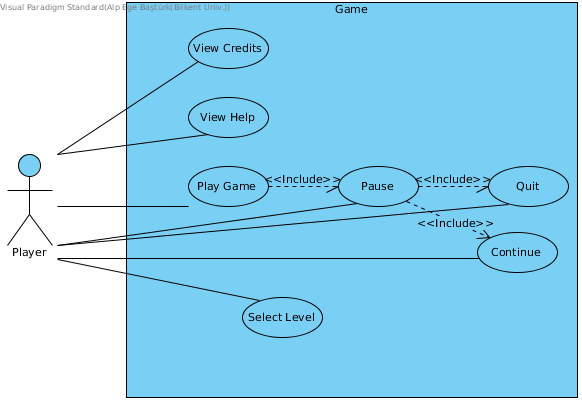 Visual Paradigm Standard(Alp Ege Baştürk(Bilkent Univ.))
Game
View Credits
View Help
Play Game
<<Include>>
Pause
<<Include>>
Quit
<<Include>>
Player
Continue
Select Level